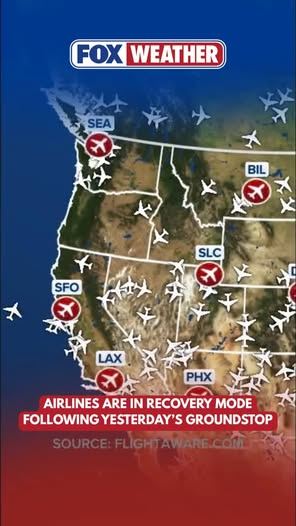 FOX WEATHER
SEA
BIL
SLC
SFO
LAX
PHX
AIRLINES ARE IN RECOVERY MODE
FOLLOWING YESTERDAY'S GROUNDSTOP
SOURCE: FLIGHTAWARE.COM